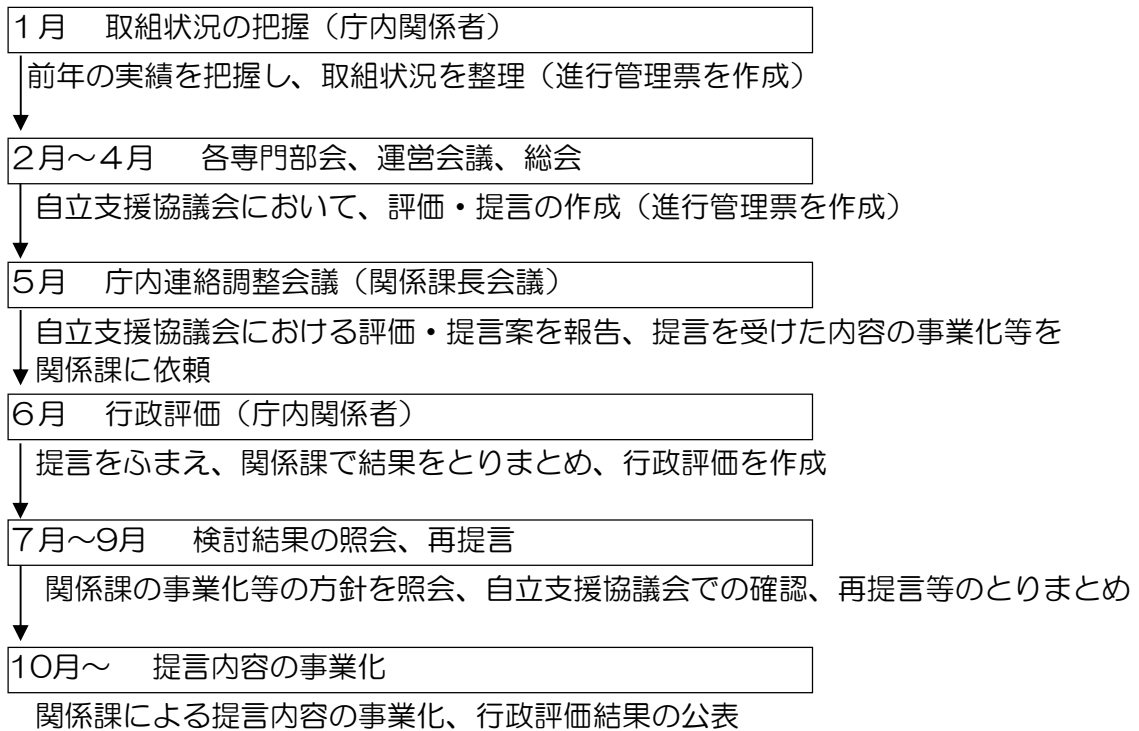 １月　取組状況の把握（庁内関係者）
前年の実績を把握し、取組状況を整理（進行管理票を作成）
２月～４月　各専門部会、運営会議、総会
自立支援協議会において、評価・提言の作成（進行管理票を作成）
５月　庁内連絡調整会議（関係課長会議）
自立支援協議会における評価・提言案を報告、提言を受けた内容の事業化等を
関係課に依頼
６月　行政評価（庁内関係者）
提言をふまえ、関係課で結果をとりまとめ、行政評価を作成
７月～９月　検討結果の照会、再提言
関係課の事業化等の方針を照会、自立支援協議会での確認、再提言等のとりまとめ
10月～　提言内容の事業化
関係課による提言内容の事業化、行政評価結果の公表